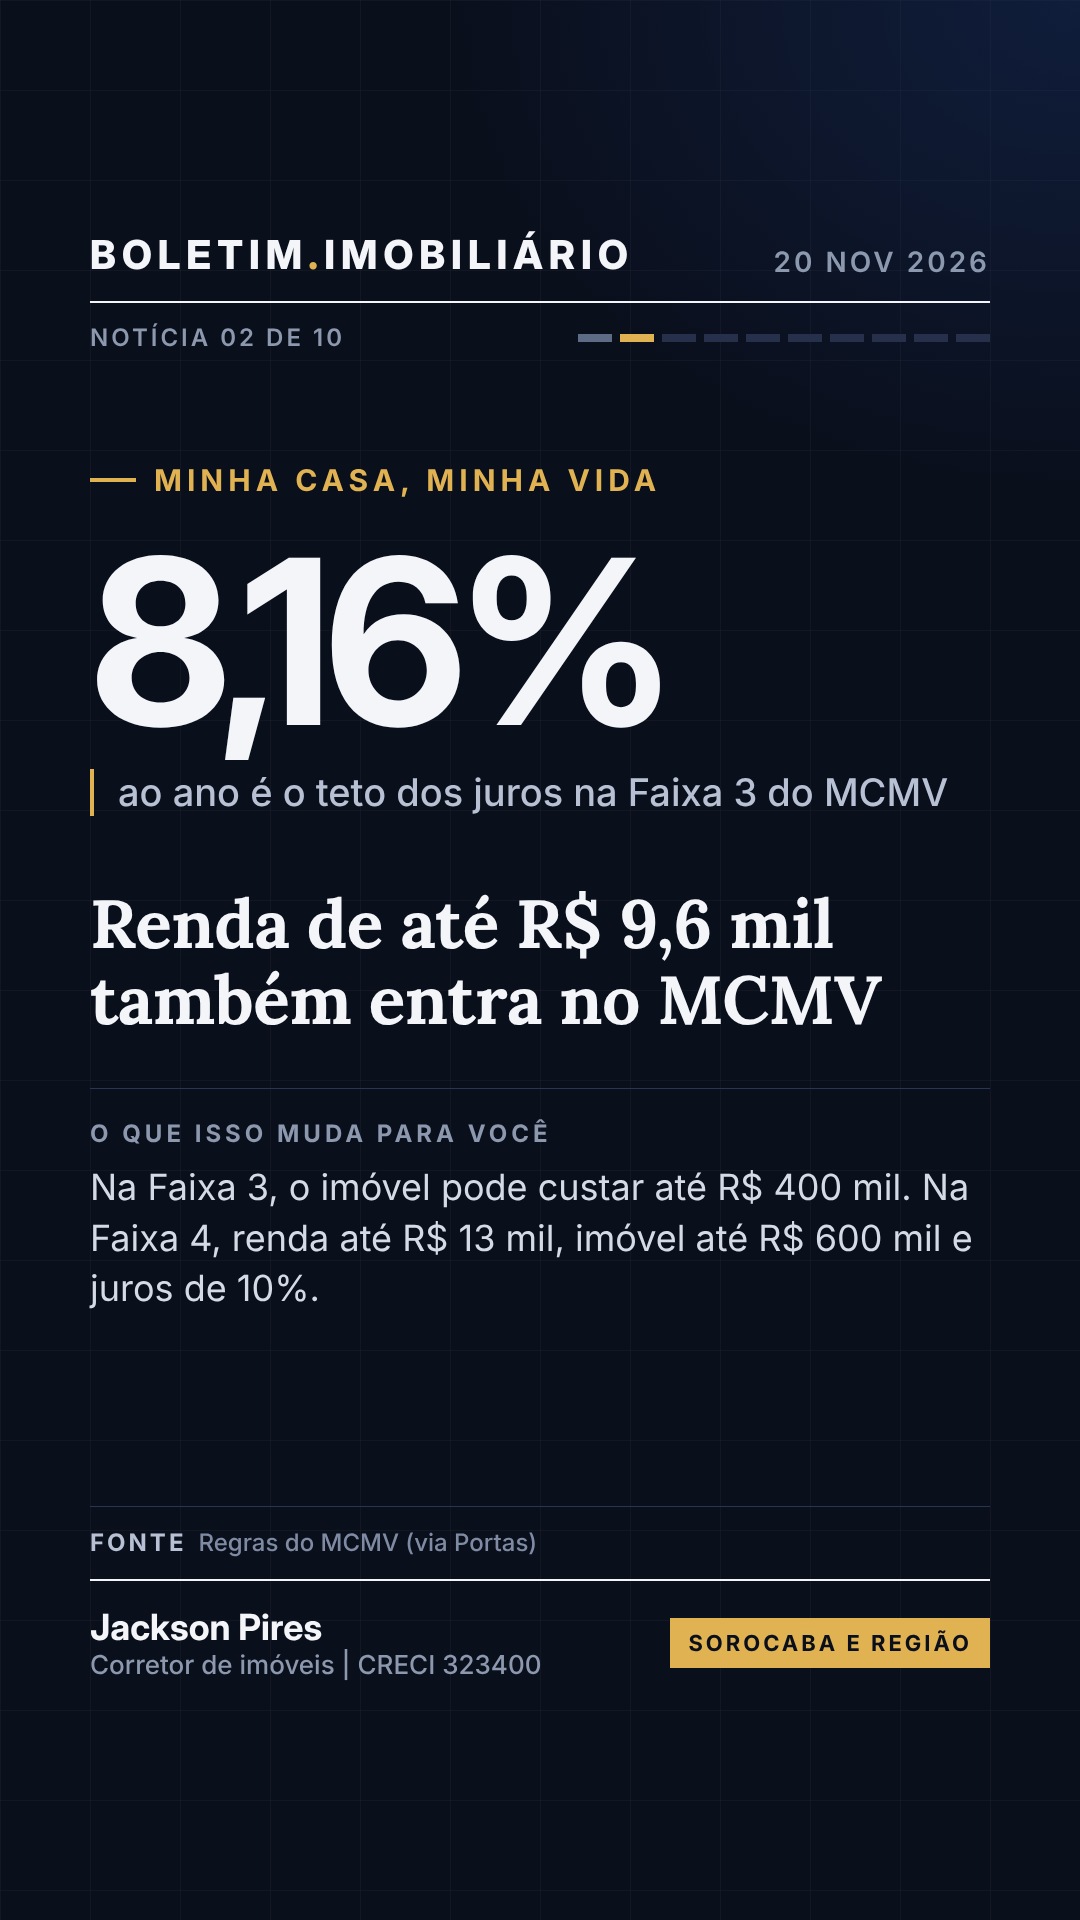 BOLETIM.IMOBILIÁRIO
20 NOV 2026
NOTÍCIA 02 DE 10
MINHA CASA, MINHA VIDA
8,16%
ao ano é o teto dos juros na Faixa 3 do MCMV
Renda de até R$ 9,6 mil
também entra no MCMV
O QUE ISSO MUDA PARA VOCÊ
Na Faixa 3, o imóvel pode custar até R$ 400 mil. Na
Faixa 4, renda até R$ 13 mil, imóvel até R$ 600 mil e
juros de 10%.
FONTE Regras do MCMV (via Portas)
Jackson Pires
Corretor de imóveis | CRECI 323400
SOROCABA E REGIÃO